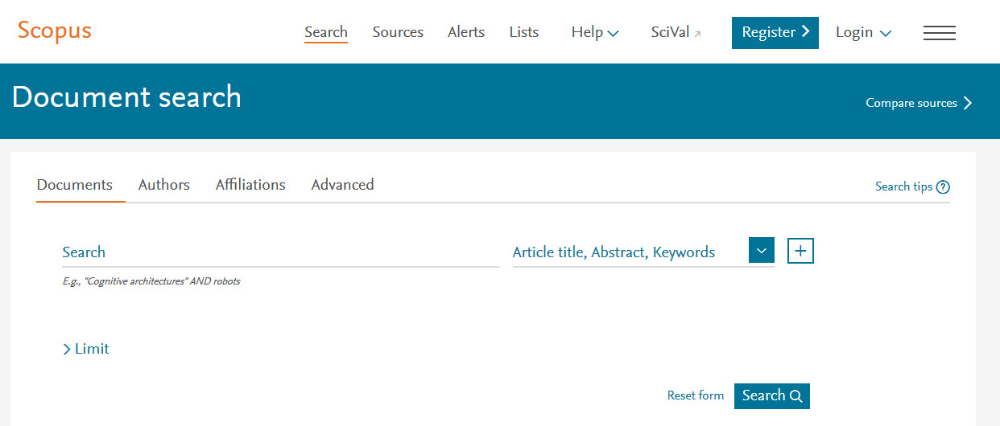 Scopus
Search Sources Alerts Lists Help SciVal Register Login
Document search
Compare sources
Documents Authors Affiliations Advanced Search tips
Search Article title, Abstract, Keywords
E.g., "Cognitive architectures" AND robots
Limit
Reset form Search